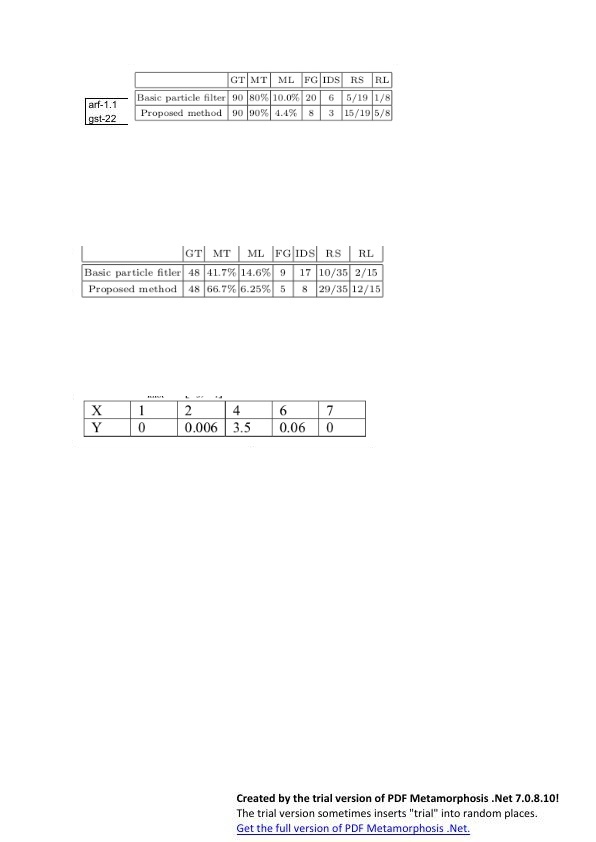 GT MT ML FG IDS RS RL
Basic particle filter 90 80% 10.0% 20 6 5/19 1/8
Proposed method 90 90% 4.4% 8 3 15/19 5/8
arf-1.1
gst-22
GT MT ML FG IDS RS RL
Basic particle fitler 48 41.7% 14.6% 9 17 10/35 2/15
Proposed method 48 66.7% 6.25% 5 8 29/35 12/15
X 1 2 4 6 7
Y 0 0.006 3.5 0.06 0
Created by the trial version of PDF Metamorphosis .Net 7.0.8.10!
The trial version sometimes inserts "trial" into random places.
Get the full version of PDF Metamorphosis .Net.